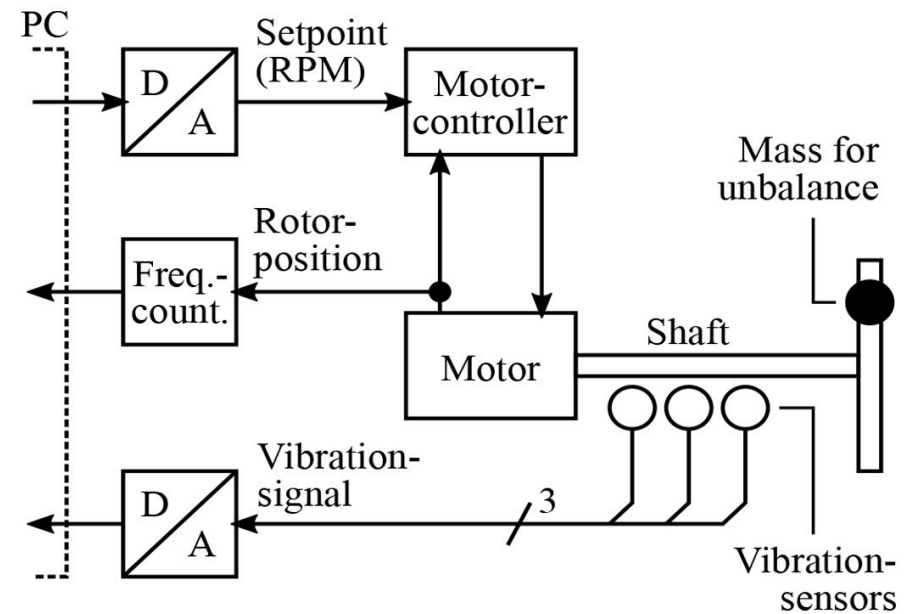 PC
D
A
Setpoint
(RPM)
Motor-
controller
Mass for
unbalance
Rotor-
position
Freq.-
count.
Motor
Shaft
Vibration-
signal
D
A
3
Vibration-
sensors